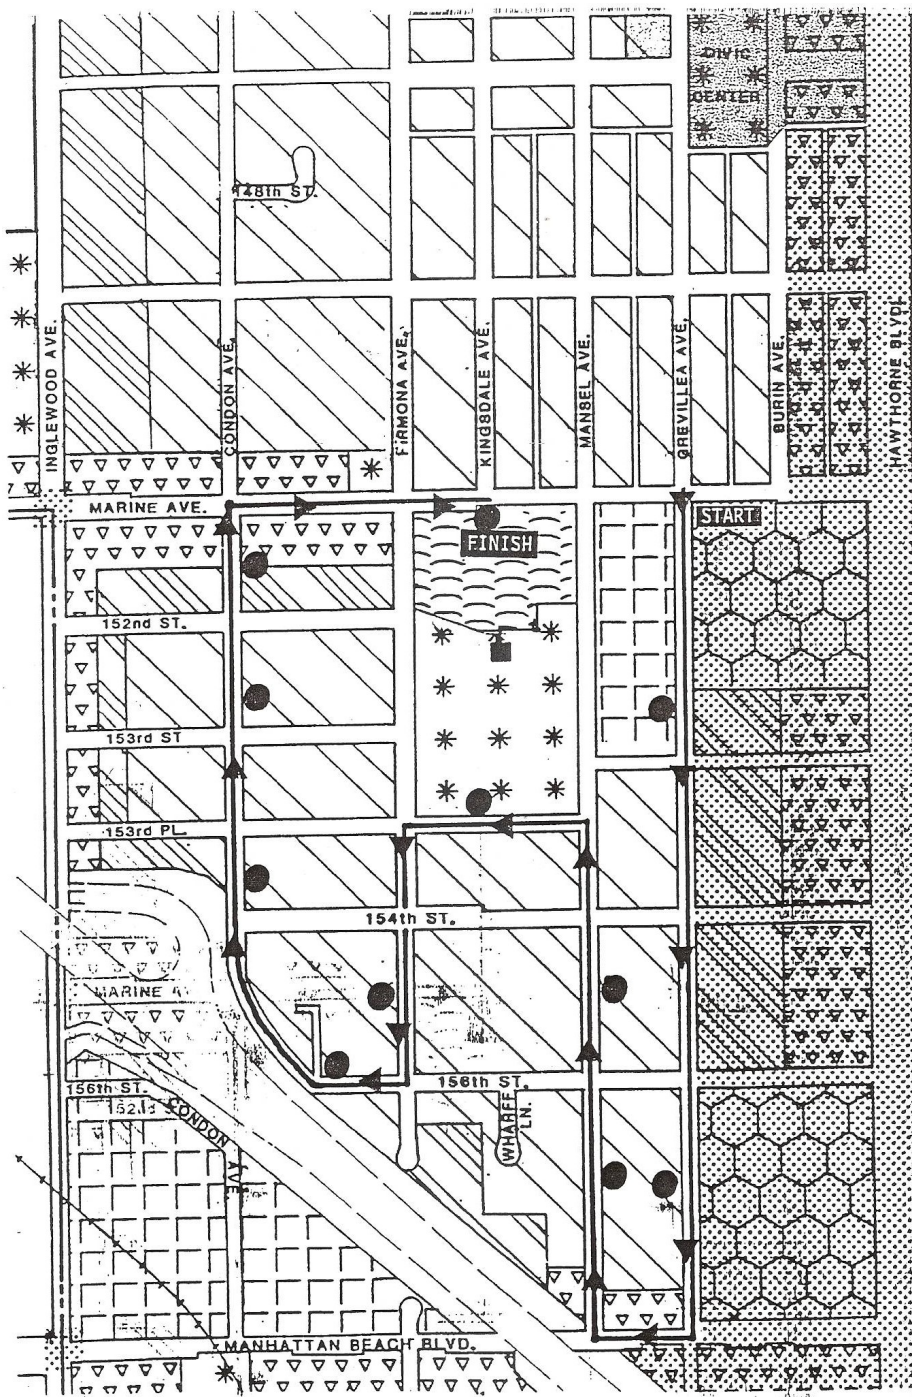 DIVIC
CENTER
148th ST.
INGLEWOOD AVE.
CONDON AVE.
FIRMONA AVE.
KINGSDALE AVE.
MANSEL AVE.
GREVILLEA AVE.
BURIN AVE.
HAWTHORNE BLVD.
MARINE AVE.
START
FINISH
152nd ST.
153rd ST
153rd PL.
154th ST.
MARINE A
156th ST.
156th ST.
CONDON
AVE.
WHARFF
LN.
MANHATTAN BEACH BLVD.